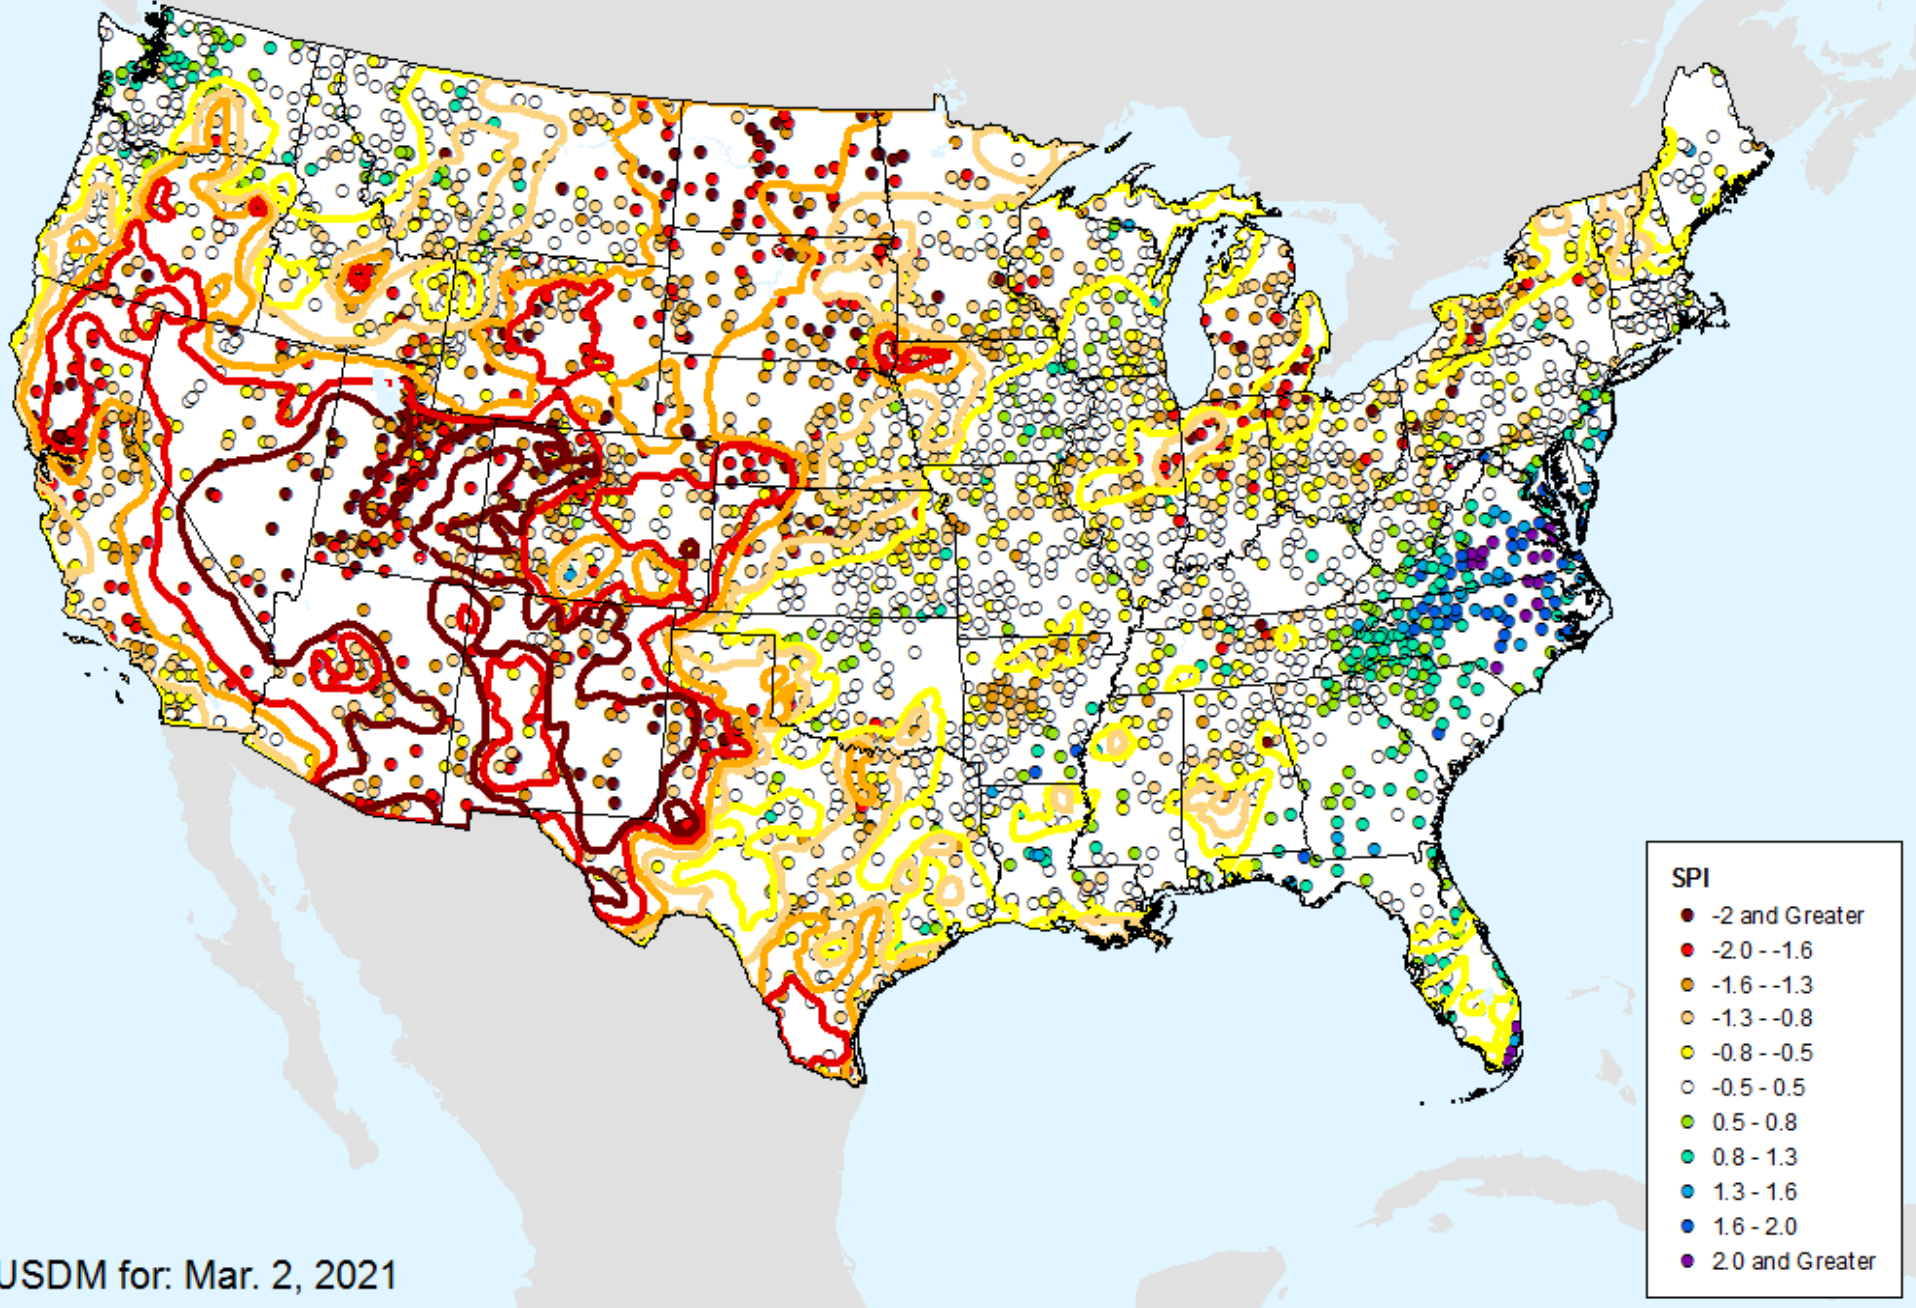 SPI
-2 and Greater
-2.0 - -1.6
-1.6 - -1.3
-1.3 - -0.8
-0.8 - -0.5
-0.5 - 0.5
0.5 - 0.8
0.8 - 1.3
1.3 - 1.6
1.6 - 2.0
2.0 and Greater
USDM for: Mar. 2, 2021